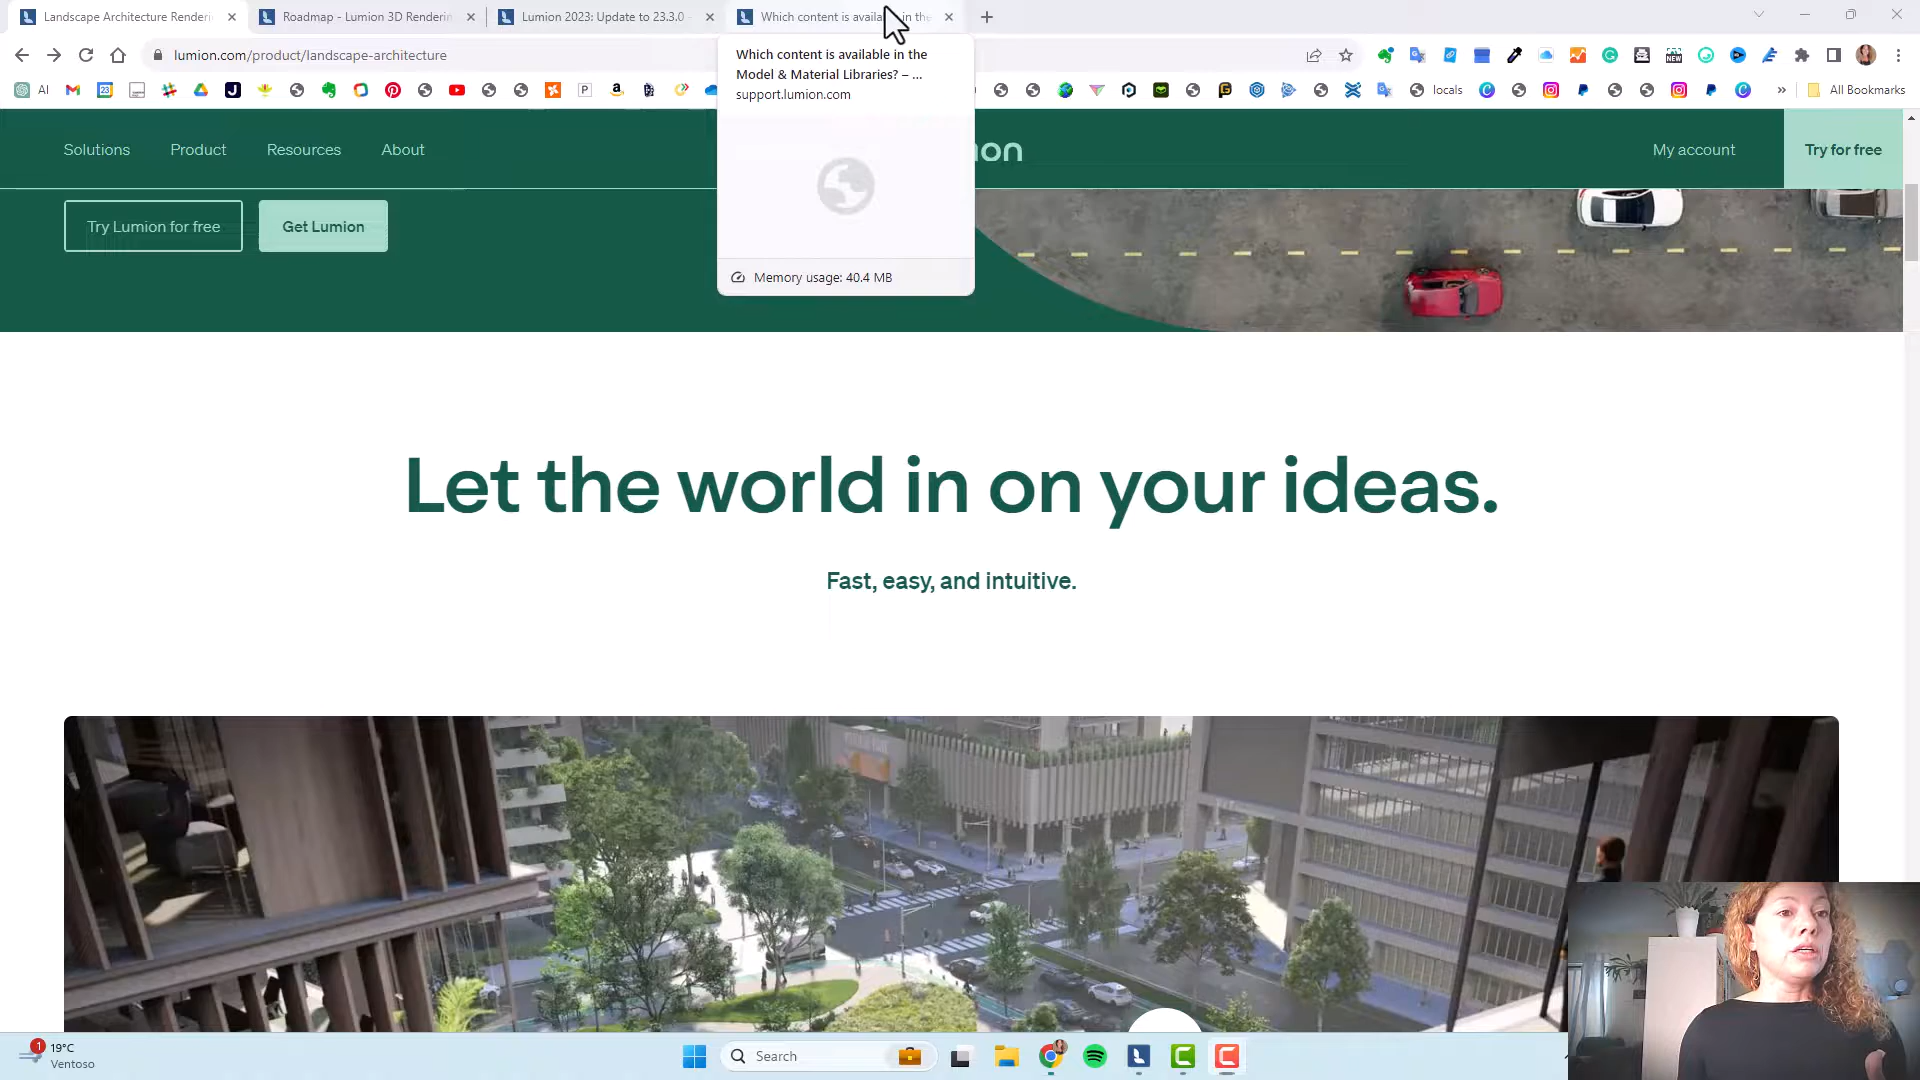 Landscape Architecture Renderi
Roadmap - Lumion 3D Renderin
Lumion 2023: Update to 23.3.0 -
Which content is availa
in the
lumion.com/product/landscape-architecture
Which content is available in the
Model & Material Libraries? – ...
support.lumion.com
Memory usage: 40.4 MB
AI
locals
All Bookmarks
Solutions
Product
Resources
About
on
My account
Try for free
Try Lumion for free
Get Lumion
Let the world in on your ideas.
Fast, easy, and intuitive.
1
19°C
Ventoso
Search